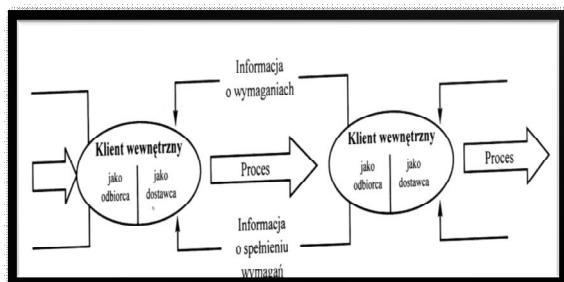 Informacja
o wymaganiach
Klient wewnętrzny
jako
odbiorca
jako
dostawca
Proces
Klient wewnętrzny
jako
odbiorca
jako
dostawca
Proces
Informacja
o spełnieniu
wymagań